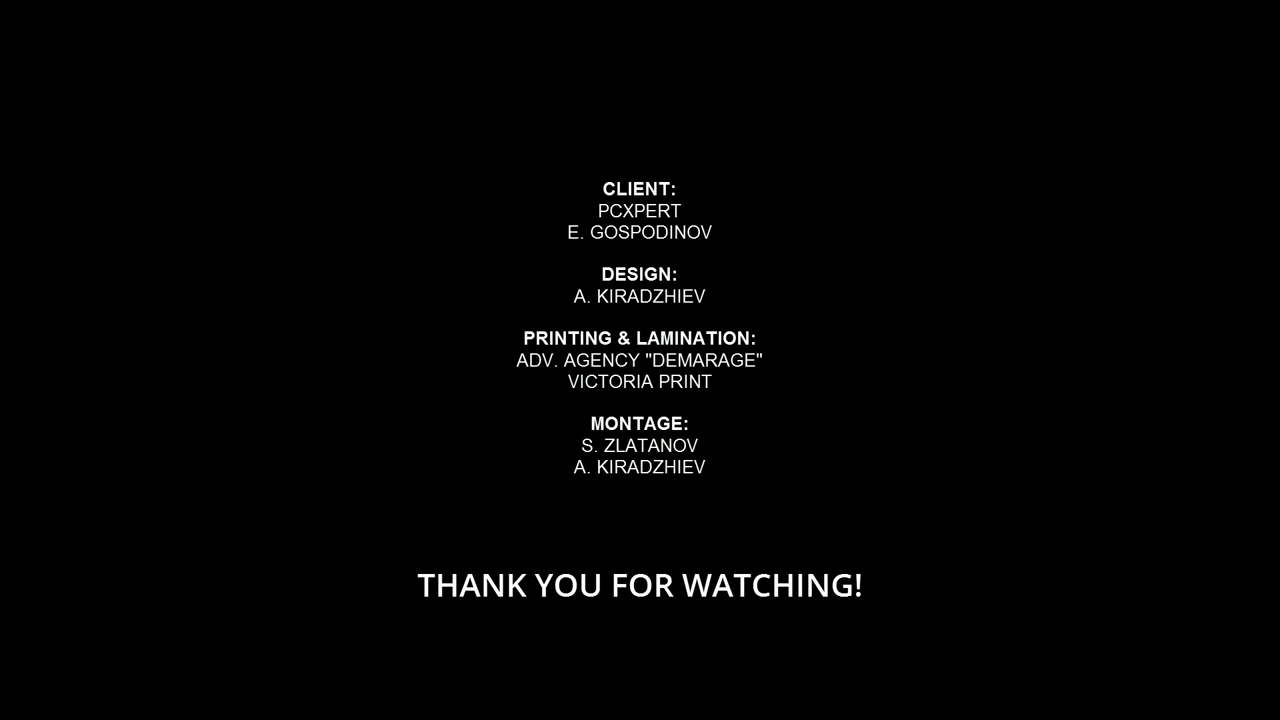 CLIENT:
PCXPERT
E. GOSPODINOV
DESIGN:
A. KIRADZHIEV
PRINTING & LAMINATION:
ADV. AGENCY "DEMARAGE"
VICTORIA PRINT
MONTAGE:
S. ZLATANOV
A. KIRADZHIEV
THANK YOU FOR WATCHING!